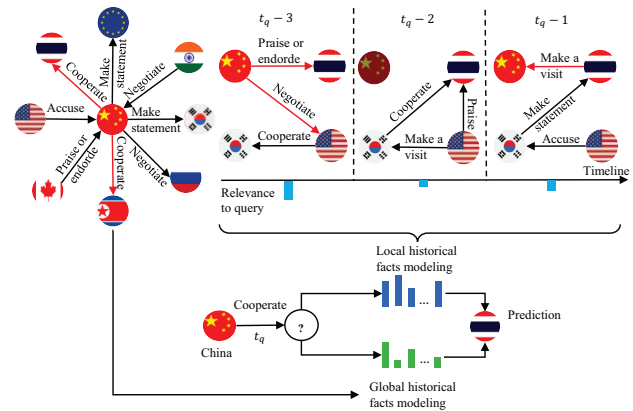 t_q − 3
t_q − 2
t_q − 1
Cooperate
Make
statement
Negotiate
Accuse
Make
statement
Praise or
endorde
Cooperate
Negotiate
Praise or
endorde
Negotiate
Cooperate
Cooperate
Praise
Make a
visit
Make a
visit
Make
statement
Accuse
Relevance
to query
Timeline
Local historical
facts modeling
Cooperate
t_q
?
China
...
...
Prediction
Global historical
facts modeling